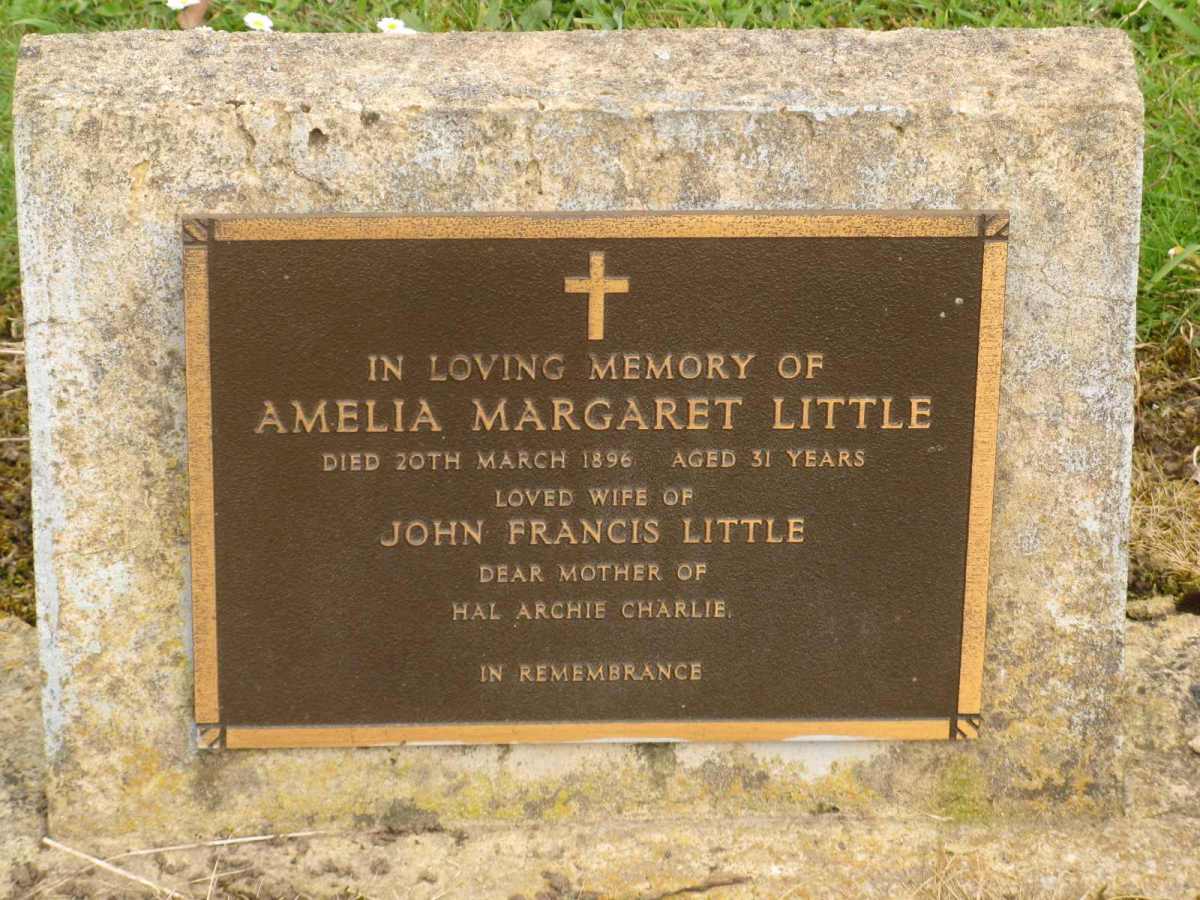 IN LOVING MEMORY OF
AMELIA MARGARET LITTLE
DIED 20TH MARCH 1896 AGED 31 YEARS
LOVED WIFE OF
JOHN FRANCIS LITTLE
DEAR MOTHER OF
HAL ARCHIE CHARLIE.
IN REMEMBRANCE